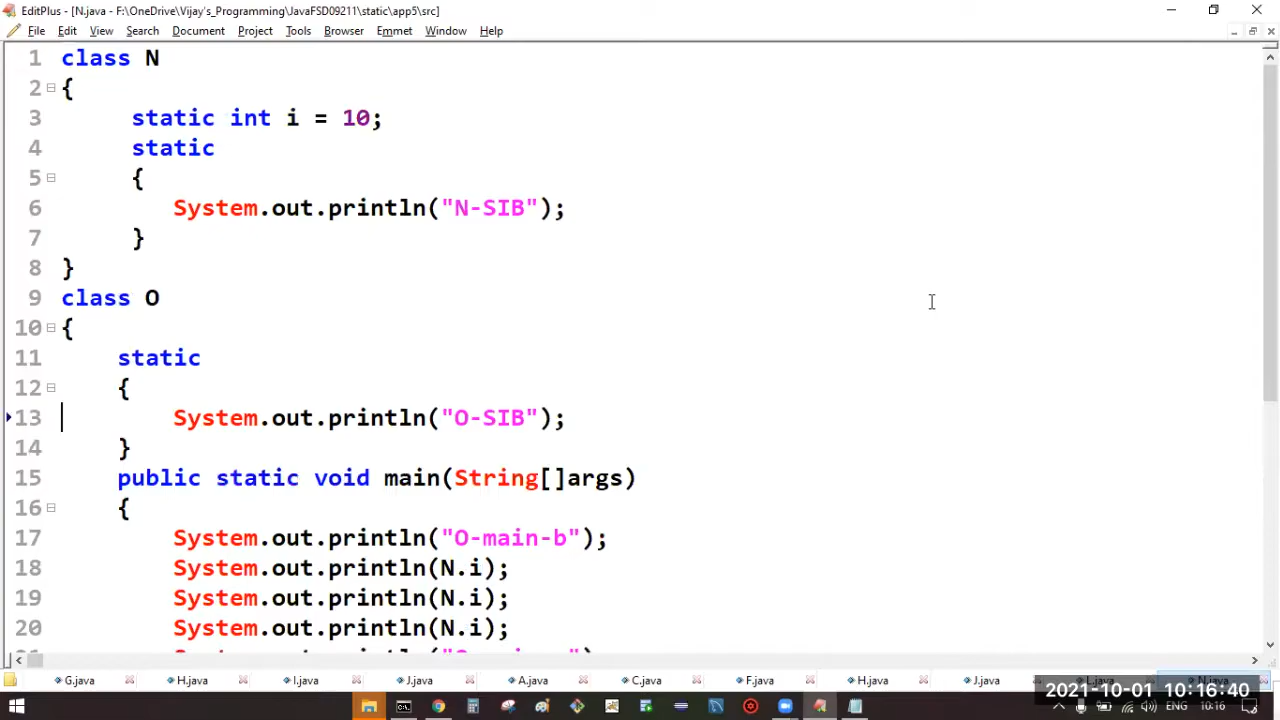 EditPlus - [N.java - F:\OneDrive\Vijay's_Programming\JavaFSD09211\static\app5\src]
File Edit View Search Document Project Tools Browser Emmet Window Help
1 class N
2 {
3 static int i = 10;
4 static
5 {
6 System.out.println("N-SIB");
7 }
8 }
9 class O
10 {
11 static
12 {
13 System.out.println("O-SIB");
14 }
15 public static void main(String[]args)
16 {
17 System.out.println("O-main-b");
18 System.out.println(N.i);
19 System.out.println(N.i);
20 System.out.println(N.i);
G.java H.java I.java J.java A.java C.java F.java H.java J.java
2021-10-01 10:16:40
ENG 10:16